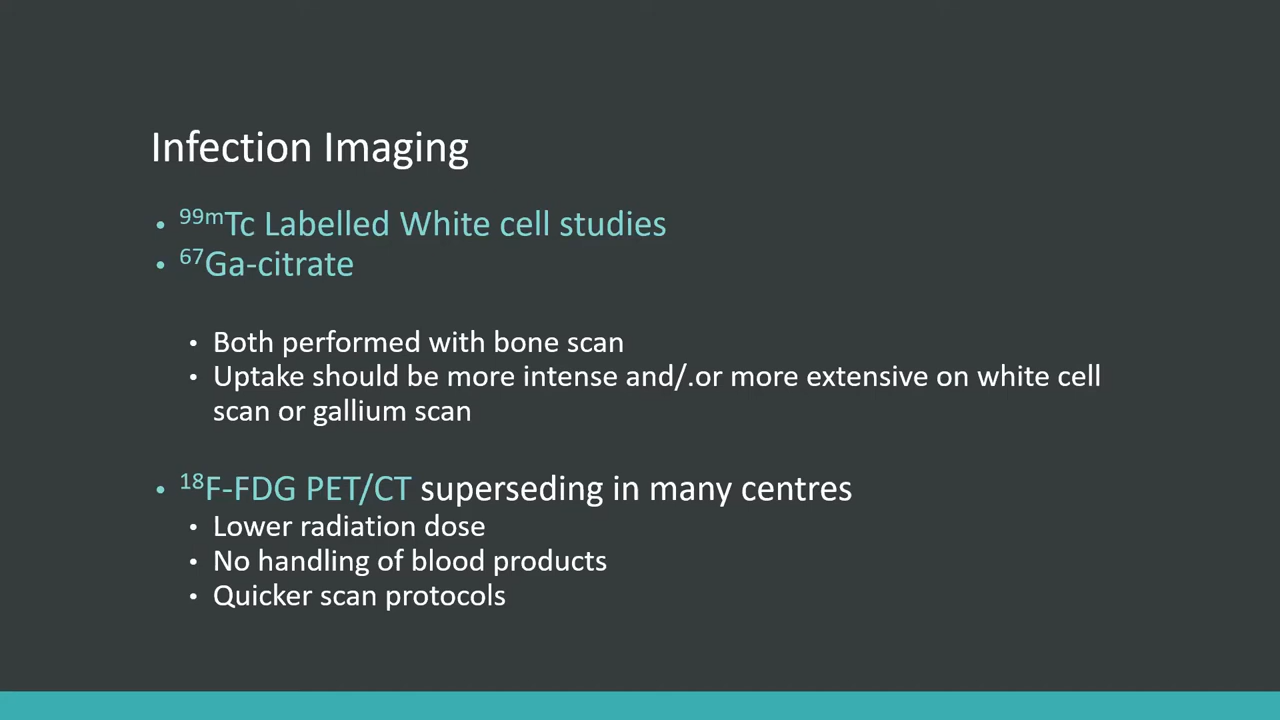 Infection Imaging
• ⁹⁹ᵐTc Labelled White cell studies
• ⁶⁷Ga-citrate
• Both performed with bone scan
• Uptake should be more intense and/.or more extensive on white cell
scan or gallium scan
• ¹⁸F-FDG PET/CT superseding in many centres
• Lower radiation dose
• No handling of blood products
• Quicker scan protocols